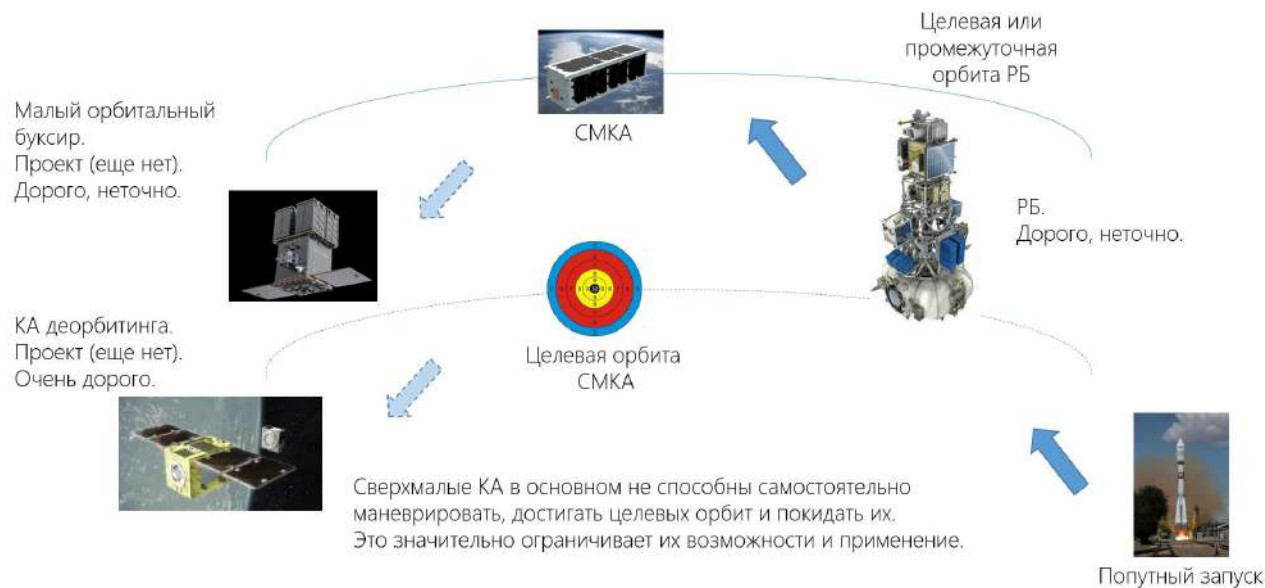 Целевая или
промежуточная
орбита РБ
СМКА
Малый орбитальный
буксир.
Проект (еще нет).
Дорого, неточно.
РБ.
Дорого, неточно.
КА деорбитинга.
Проект (еще нет).
Очень дорого.
Целевая орбита
СМКА
Сверхмалые КА в основном не способны самостоятельно
маневрировать, достигать целевых орбит и покидать их.
Это значительно ограничивает их возможности и применение.
Попутный запуск